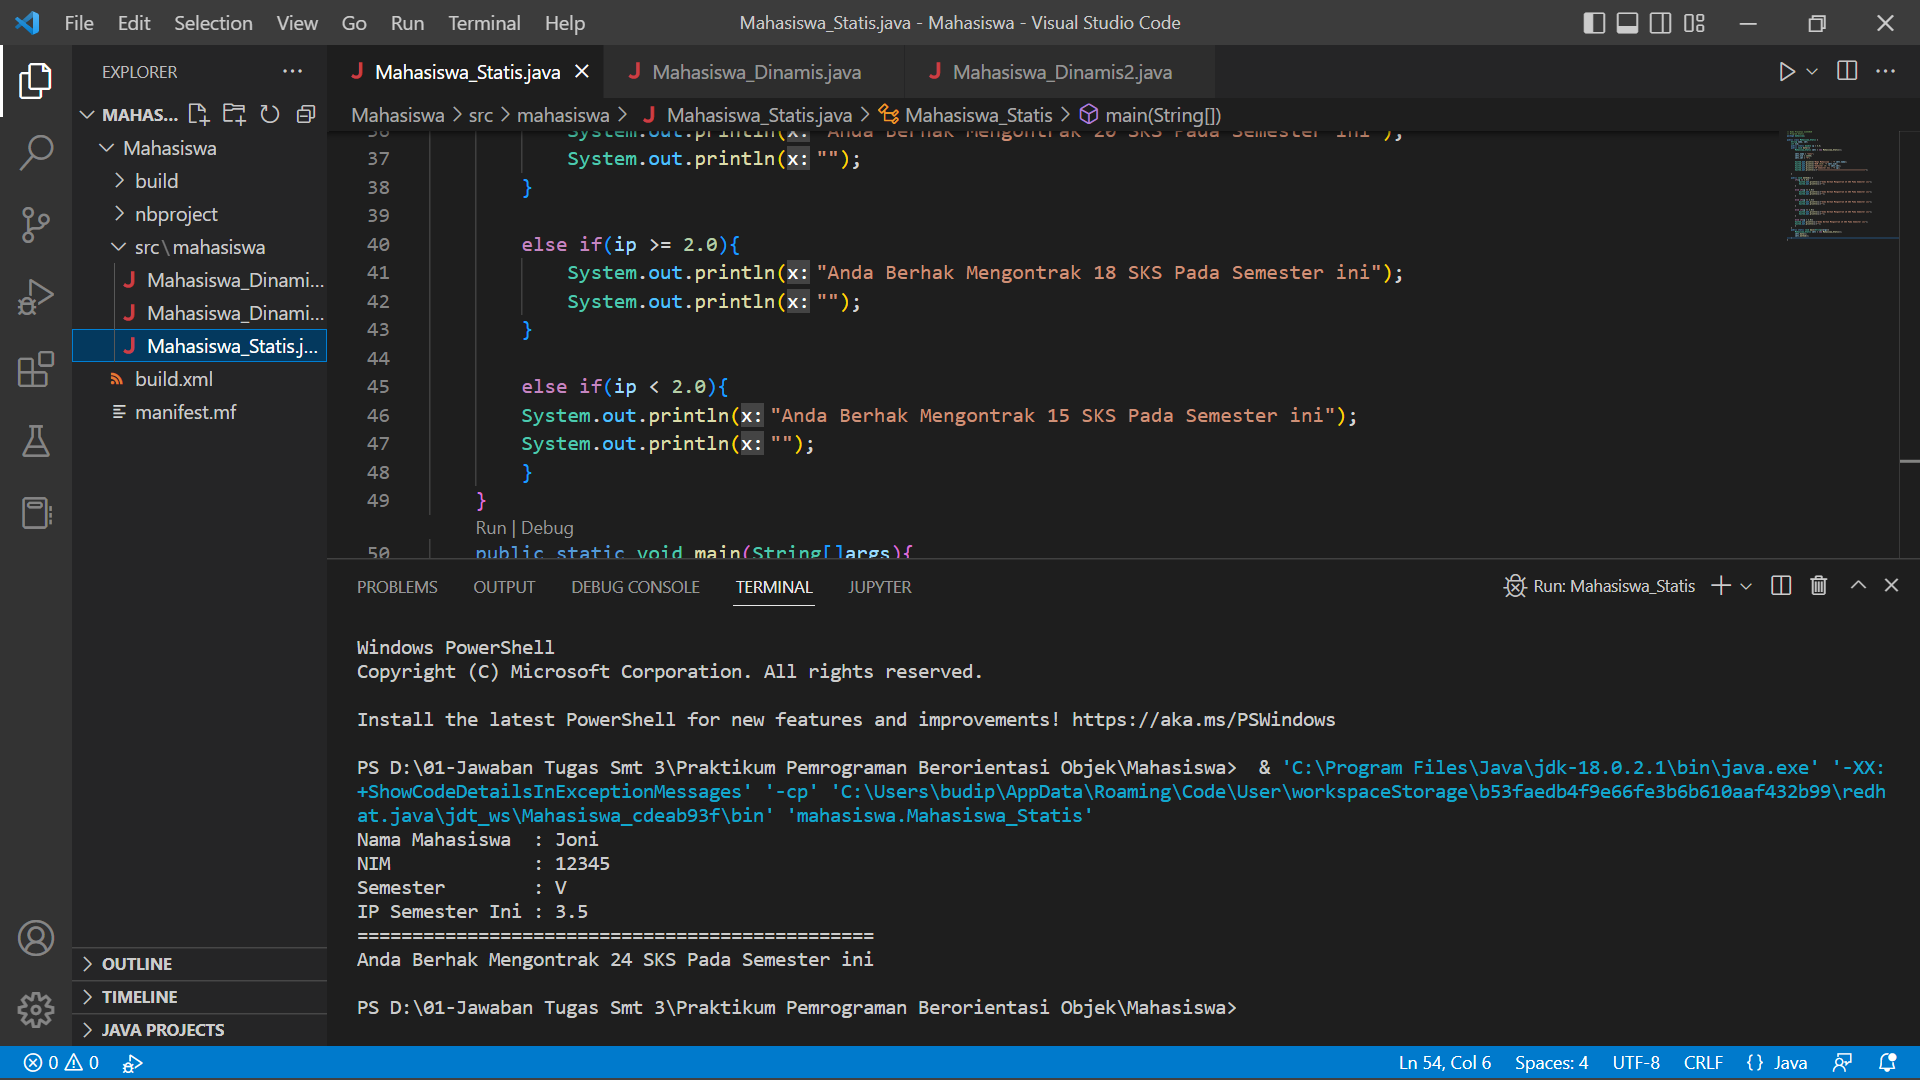 File Edit Selection View Go Run Terminal Help
Mahasiswa_Statis.java - Mahasiswa - Visual Studio Code
EXPLORER
MAHAS...
Mahasiswa
build
nbproject
src\mahasiswa
Mahasiswa_Dinami...
Mahasiswa_Dinami...
Mahasiswa_Statis.j...
build.xml
manifest.mf
OUTLINE
TIMELINE
JAVA PROJECTS
Mahasiswa_Statis.java Mahasiswa_Dinamis.java Mahasiswa_Dinamis2.java
Mahasiswa > src > mahasiswa > Mahasiswa_Statis.java > Mahasiswa_Statis > main(String[])
36 System.out.println(x: "Anda Berhak Mengontrak 20 SKS Pada Semester ini");
37 System.out.println(x: "");
38 }
39
40 else if(ip >= 2.0){
41 System.out.println(x: "Anda Berhak Mengontrak 18 SKS Pada Semester ini");
42 System.out.println(x: "");
43 }
44
45 else if(ip < 2.0){
46 System.out.println(x: "Anda Berhak Mengontrak 15 SKS Pada Semester ini");
47 System.out.println(x: "");
48 }
49 }
Run | Debug
50 public static void main(String[]args){
PROBLEMS OUTPUT DEBUG CONSOLE TERMINAL JUPYTER
Run: Mahasiswa_Statis
Windows PowerShell
Copyright (C) Microsoft Corporation. All rights reserved.
Install the latest PowerShell for new features and improvements! https://aka.ms/PSWindows
PS D:\01-Jawaban Tugas Smt 3\Praktikum Pemrograman Berorientasi Objek\Mahasiswa>  & 'C:\Program Files\Java\jdk-18.0.2.1\bin\java.exe' '-XX:
+ShowCodeDetailsInExceptionMessages' '-cp' 'C:\Users\budip\AppData\Roaming\Code\User\workspaceStorage\b53faedb4f9e66fe3b6b610aaf432b99\redh
at.java\jdt_ws\Mahasiswa_cdeab93f\bin' 'mahasiswa.Mahasiswa_Statis'
Nama Mahasiswa  : Joni
NIM             : 12345
Semester        : V
IP Semester Ini : 3.5
===============================================
Anda Berhak Mengontrak 24 SKS Pada Semester ini
PS D:\01-Jawaban Tugas Smt 3\Praktikum Pemrograman Berorientasi Objek\Mahasiswa>
0 0
Ln 54, Col 6 Spaces: 4 UTF-8 CRLF {} Java